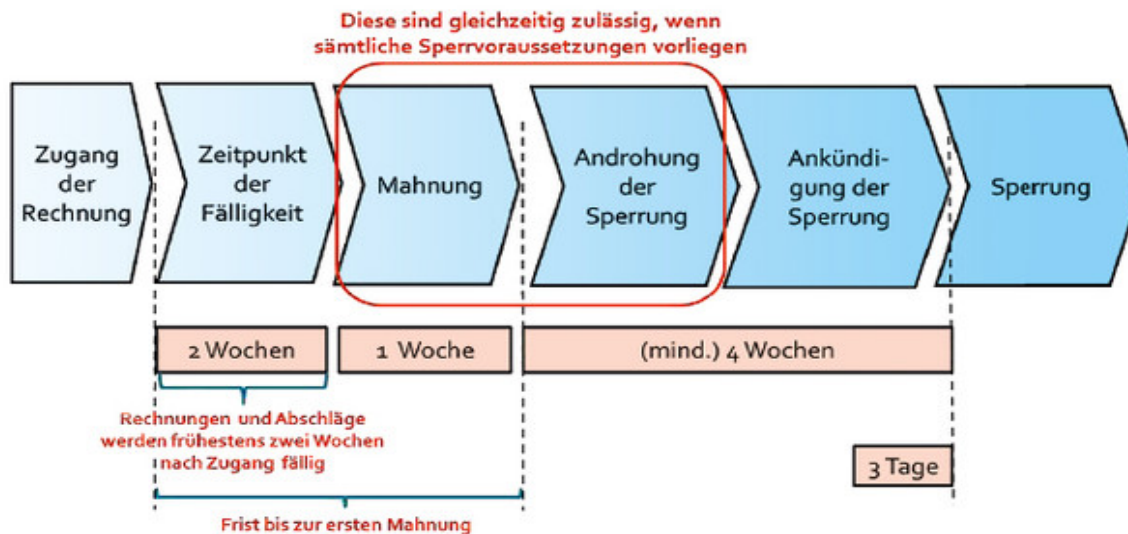 Diese sind gleichzeitig zulässig, wenn
sämtliche Sperrvoraussetzungen vorliegen
Zugang
der
Rechnung
Zeitpunkt
der
Fälligkeit
Mahnung
Androhung
der
Sperrung
Ankündi-
gung der
Sperrung
Sperrung
2 Wochen
1 Woche
(mind.) 4 Wochen
Rechnungen und Abschläge
werden frühestens zwei Wochen
nach Zugang fällig
3 Tage
Frist bis zur ersten Mahnung